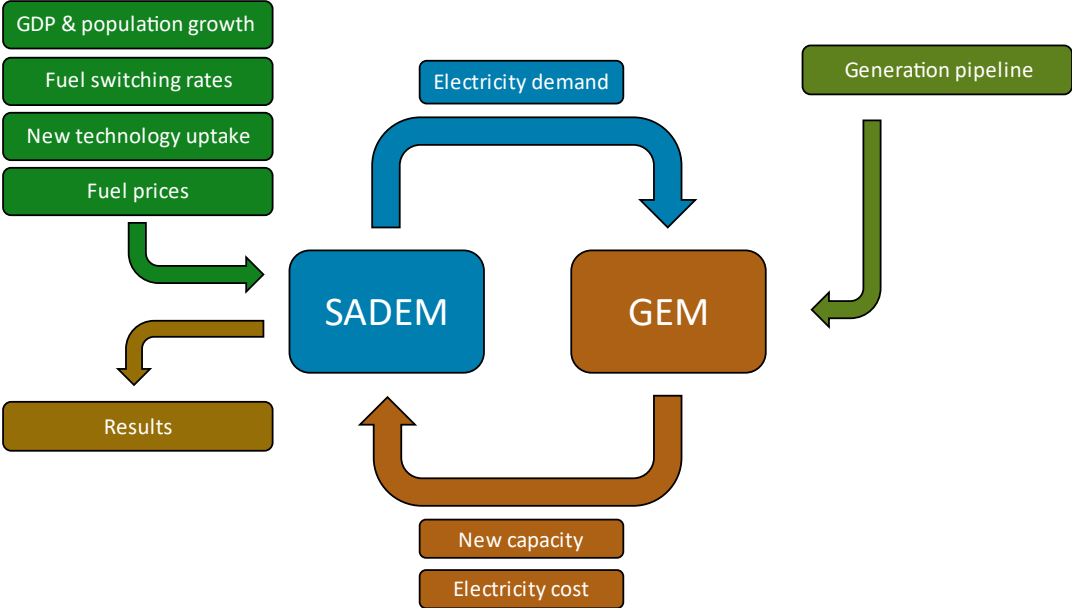 GDP & population growth
Fuel switching rates
New technology uptake
Fuel prices
Electricity demand
Generation pipeline
SADEM
GEM
Results
New capacity
Electricity cost